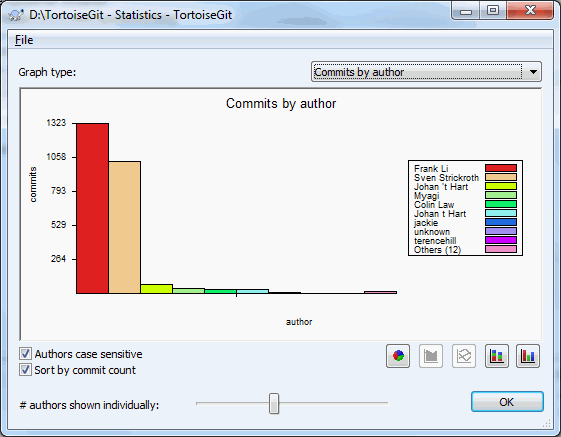 D:\TortoiseGit - Statistics - TortoiseGit
File
Graph type:
Commits by author
Commits by author
1323
1058
793
529
264
commits
author
Frank Li
Sven Strickroth
Johan 't Hart
Myagi
Colin Law
Johan t Hart
jackie
unknown
terencehill
Others (12)
Authors case sensitive
Sort by commit count
# authors shown individually:
OK